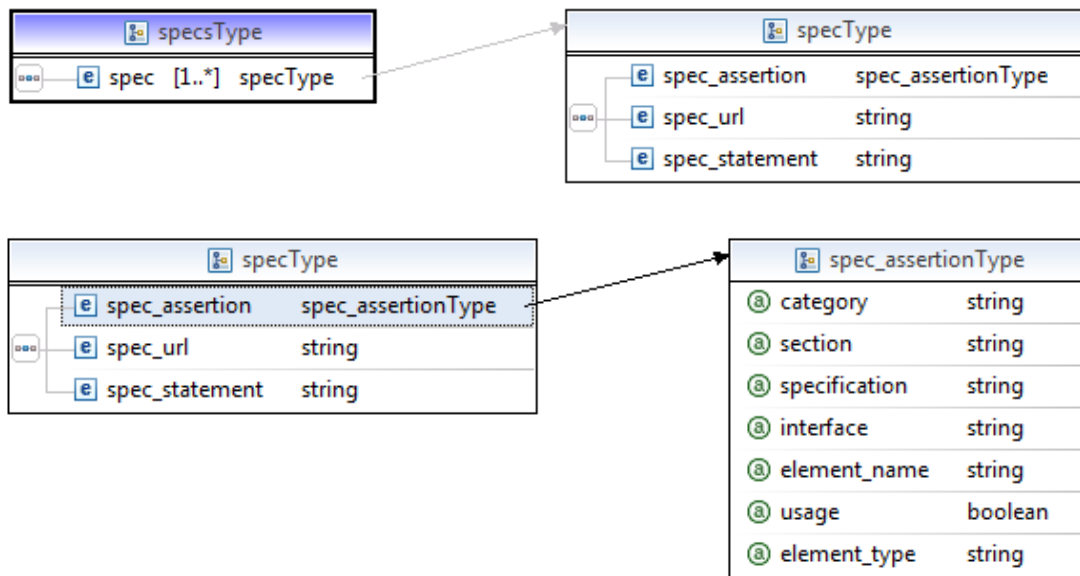 specsType
e spec [1..*] specType
specType
e spec_assertion spec_assertionType
e spec_url string
e spec_statement string
specType
e spec_assertion spec_assertionType
e spec_url string
e spec_statement string
spec_assertionType
a category string
a section string
a specification string
a interface string
a element_name string
a usage boolean
a element_type string